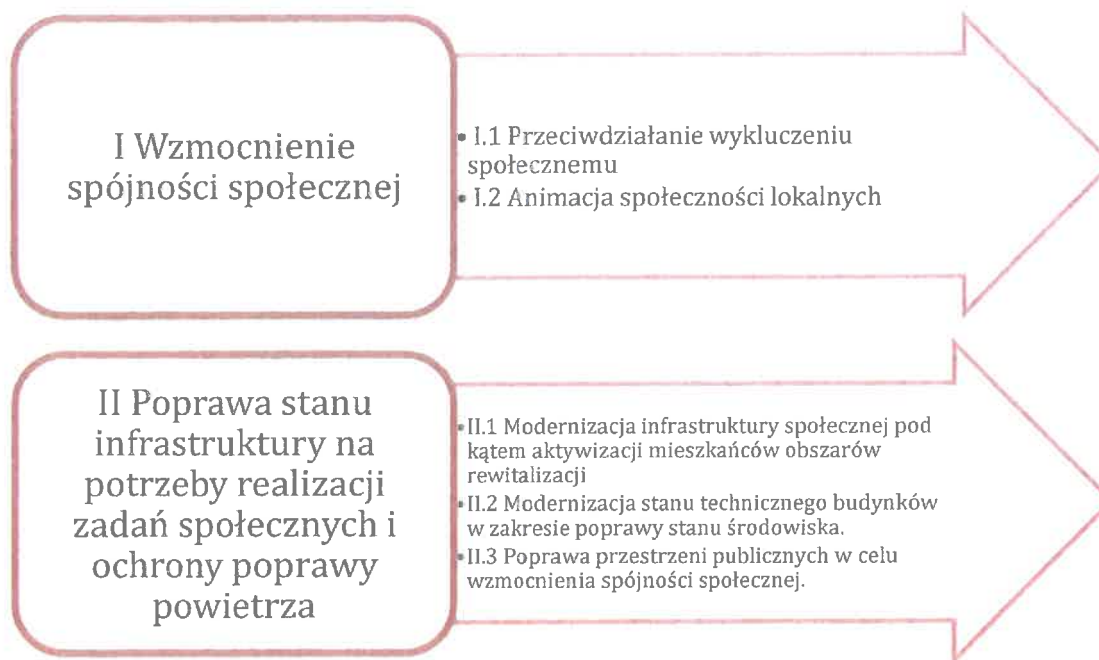 I Wzmocnienie
spójności społecznej
• I.1 Przeciwdziałanie wykluczeniu
społecznemu
• I.2 Animacja społeczności lokalnych
II Poprawa stanu
infrastruktury na
potrzeby realizacji
zadań społecznych i
ochrony poprawy
powietrza
•II.1 Modernizacja infrastruktury społecznej pod
kątem aktywizacji mieszkańców obszarów
rewitalizacji
•II.2 Modernizacja stanu technicznego budynków
w zakresie poprawy stanu środowiska.
•II.3 Poprawa przestrzeni publicznych w celu
wzmocnienia spójności społecznej.